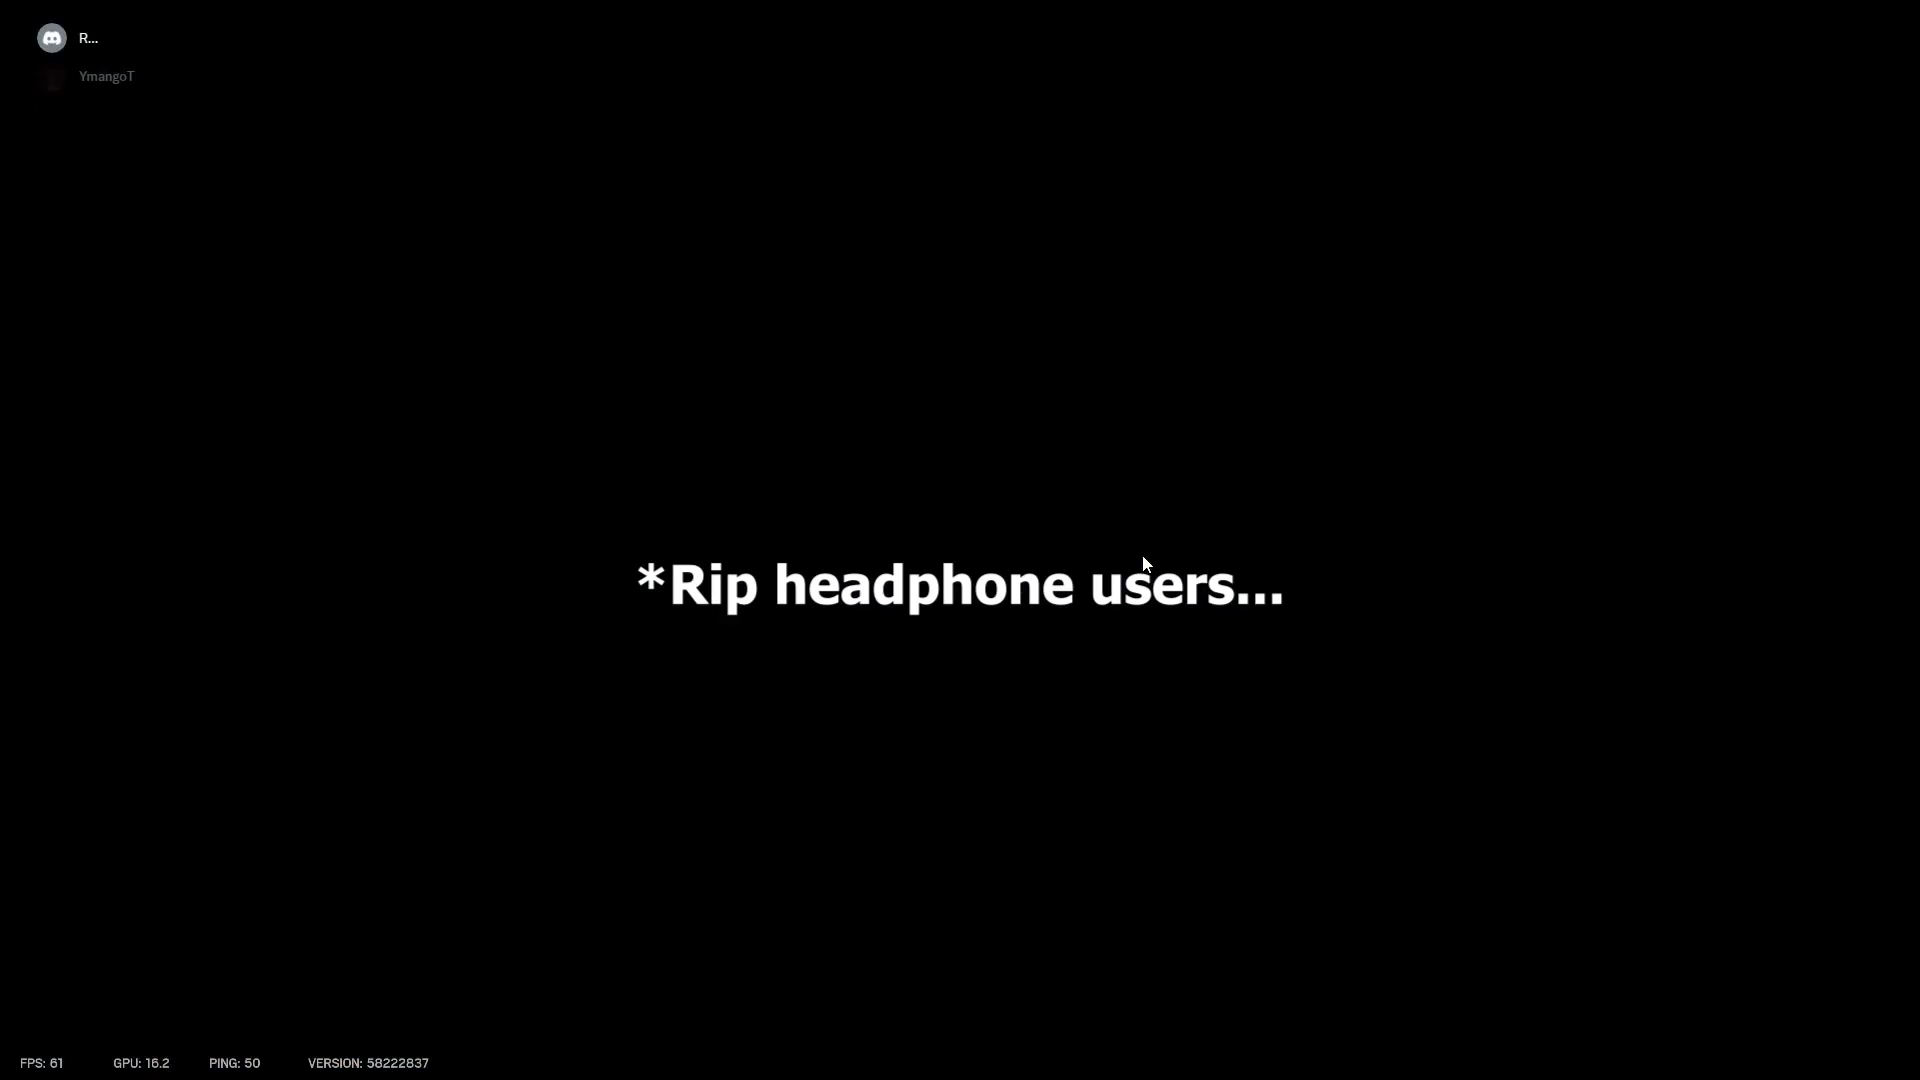 R...
YmangoT
*Rip headphone users...
FPS: 61 GPU: 16.2 PING: 50 VERSION: 58222837